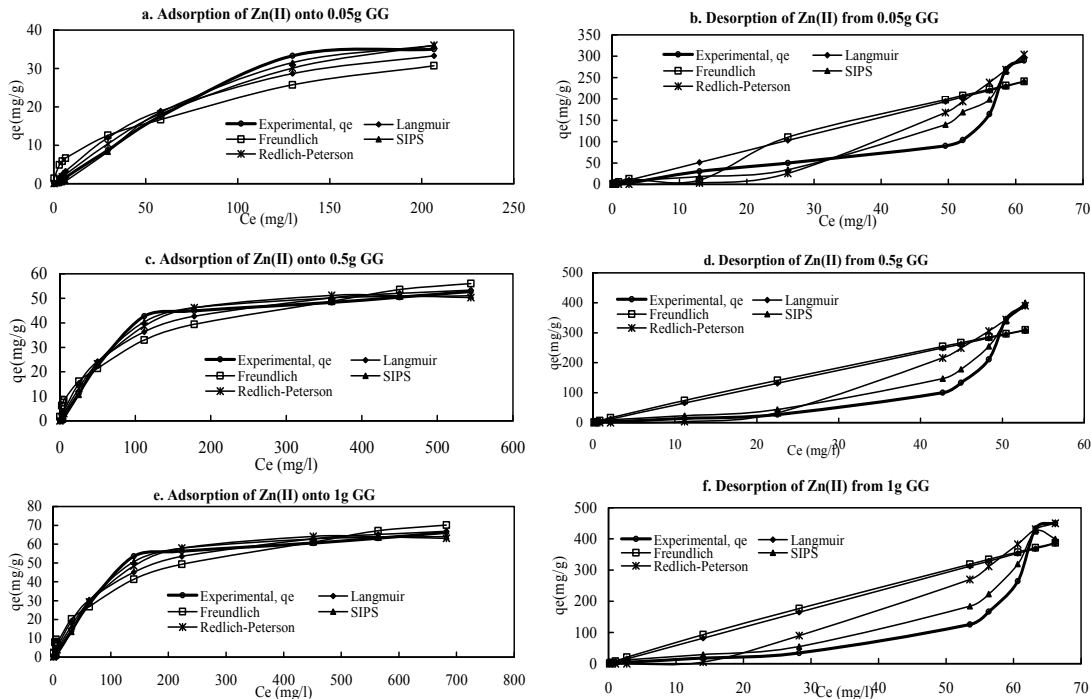 a. Adsorption of Zn(II) onto 0.05g GG
40
30
20
10
0
0 50 100 150 200 250
qe(mg/g)
Ce (mg/l)
Experimental, qe
Langmuir
Freundlich
SIPS
Redlich-Peterson
b. Desorption of Zn(II) from 0.05g GG
350
300
250
200
150
100
50
0
0 10 20 30 40 50 60 70
qe(mg/g)
Ce (mg/l)
Experimental, qe
Langmuir
Freundlich
SIPS
Redlich-Peterson
c. Adsorption of Zn(II) onto 0.5g GG
60
50
40
30
20
10
0
0 100 200 300 400 500 600
qe(mg/g)
Ce (mg/l)
Experimental, qe
Langmuir
Freundlich
SIPS
Redlich-Peterson
d. Desorption of Zn(II) from 0.5g GG
500
400
300
200
100
0
0 10 20 30 40 50 60
qe(mg/g)
Ce (mg/l)
Experimental, qe
Langmuir
Freundlich
SIPS
Redlich-Peterson
e. Adsorption of Zn(II) onto 1g GG
80
70
60
50
40
30
20
10
0
0 100 200 300 400 500 600 700 800
qe(mg/g)
Ce (mg/l)
Experimental, qe
Langmuir
Freundlich
SIPS
Redlich-Peterson
f. Desorption of Zn(II) from 1g GG
500
400
300
200
100
0
0 10 20 30 40 50 60 70
qe(mg/g)
Ce (mg/l)
Experimental, qe
Langmuir
Freundlich
SIPS
Redlich-Peterson